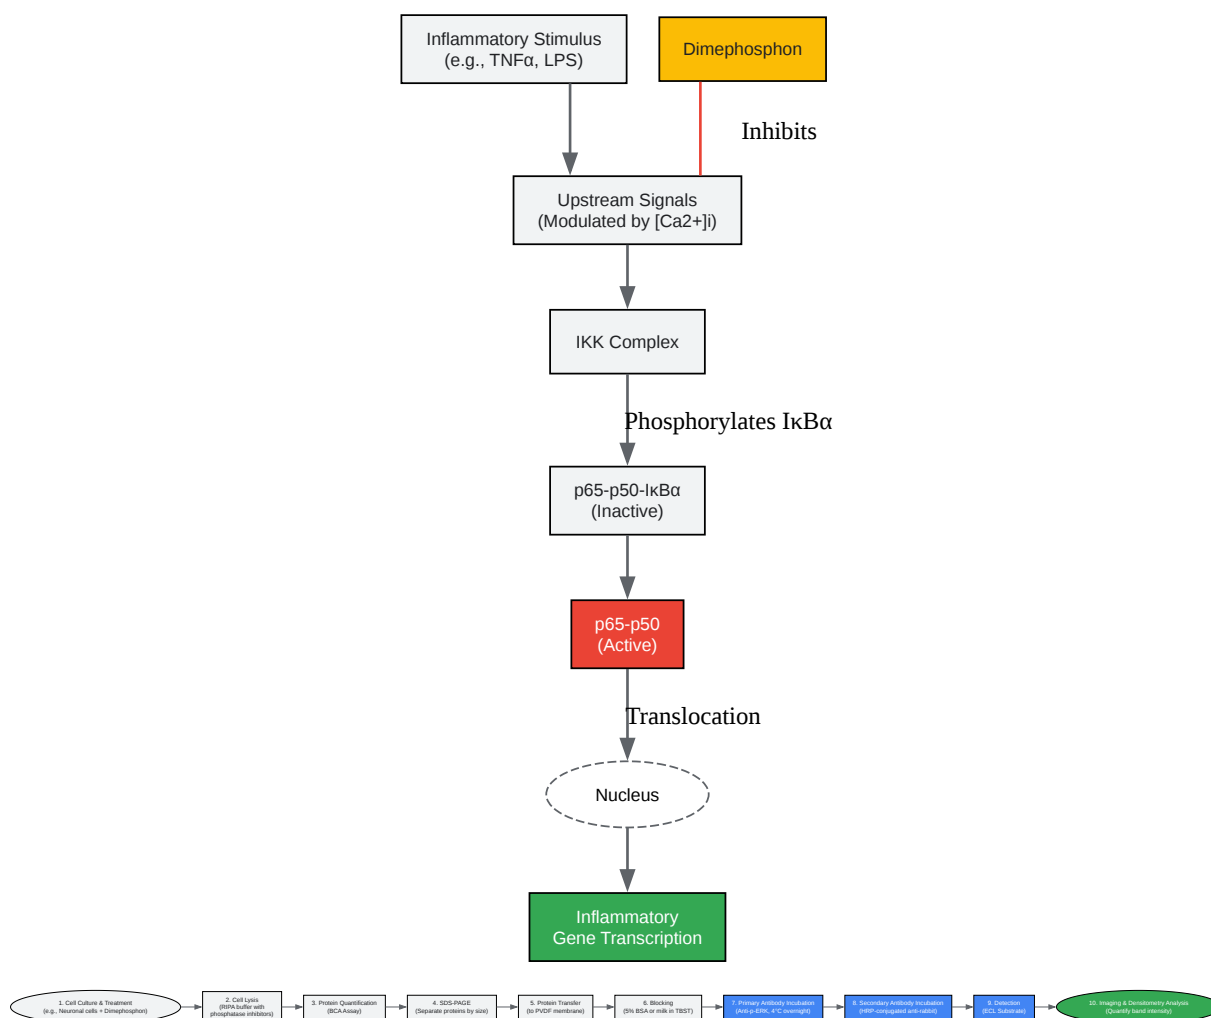 Inflammatory Stimulus
(e.g., TNFα, LPS)
Dimephosphon
Inhibits
Upstream Signals
(Modulated by [Ca2+]i)
IKK Complex
Phosphorylates IκBα
p65-p50-IκBα
(Inactive)
p65-p50
(Active)
Translocation
Nucleus
Inflammatory
Gene Transcription
1. Cell Culture & Treatment
(e.g., Neuronal cells + Dimephosphon)
2. Cell Lysis
(RIPA buffer with
phosphatase inhibitors)
3. Protein Quantification
(BCA Assay)
4. SDS-PAGE
(Separate proteins by size)
5. Protein Transfer
(to PVDF membrane)
6. Blocking
(5% BSA or milk in TBST)
7. Primary Antibody Incubation
(Anti-p-ERK, 4°C overnight)
8. Secondary Antibody Incubation
(HRP-conjugated anti-rabbit)
9. Detection
(ECL Substrate)
10. Imaging & Densitometry Analysis
(Quantify band intensity)